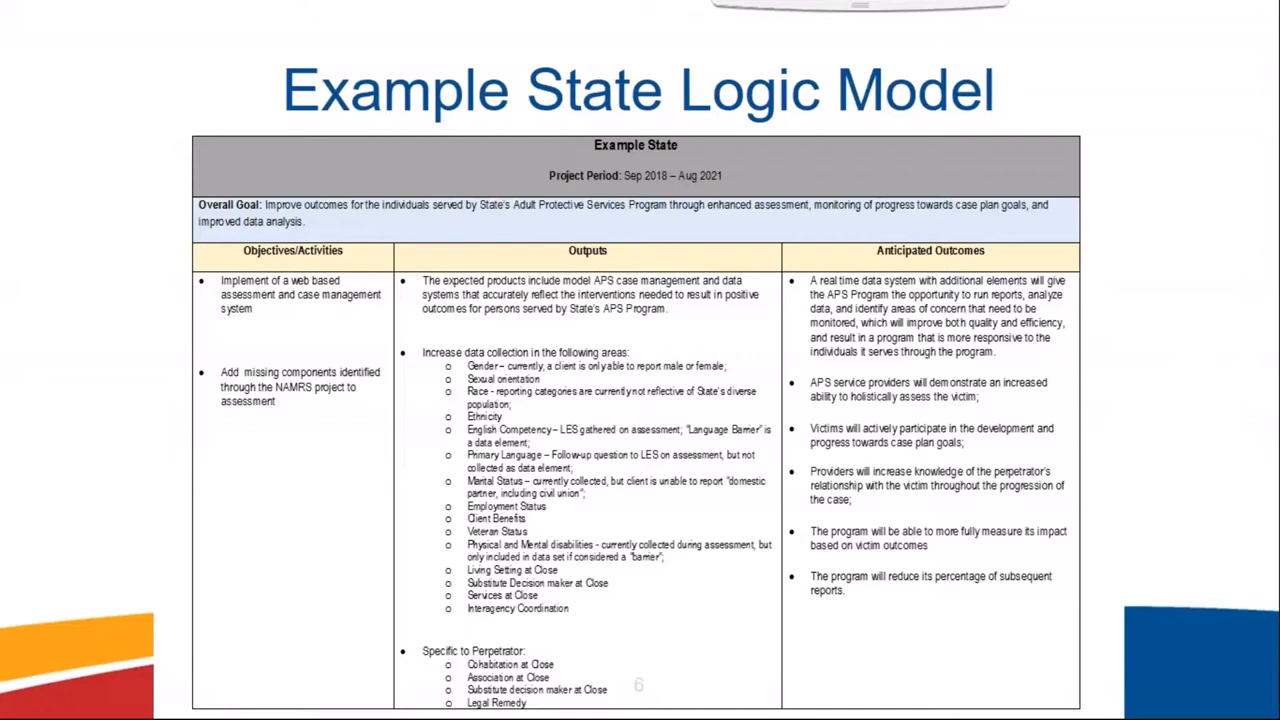 Example State Logic Model
Example State
Project Period: Sep 2018 – Aug 2021
Overall Goal: Improve outcomes for the individuals served by State's Adult Protective Services Program through enhanced assessment, monitoring of progress towards case plan goals, and
improved data analysis.
Objectives/Activities
Outputs
Anticipated Outcomes
• Implement of a web based
assessment and case management
system
• Add missing components identified
through the NAMRS project to
assessment
• The expected products include model APS case management and data
systems that accurately reflect the interventions needed to result in positive
outcomes for persons served by State's APS Program.
• Increase data collection in the following areas:
o Gender – currently, a client is only able to report male or female;
o Sexual orientation
o Race - reporting categories are currently not reflective of State's diverse
population;
o Ethnicity
o English Competency – LES gathered on assessment; "Language Barrier" is
a data element;
o Primary Language – Follow-up question to LES on assessment, but not
collected as data element;
o Marital Status – currently collected, but client is unable to report "domestic
partner, including civil union";
o Employment Status
o Client Benefits
o Veteran Status
o Physical and Mental disabilities - currently collected during assessment, but
only included in data set if considered a "barrier";
o Living Setting at Close
o Substitute Decision maker at Close
o Services at Close
o Interagency Coordination
• Specific to Perpetrator:
o Cohabitation at Close
o Association at Close
o Substitute decision maker at Close
o Legal Remedy
• A real time data system with additional elements will give
the APS Program the opportunity to run reports, analyze
data, and identify areas of concern that need to be
monitored, which will improve both quality and efficiency,
and result in a program that is more responsive to the
individuals it serves through the program.
• APS service providers will demonstrate an increased
ability to holistically assess the victim;
• Victims will actively participate in the development and
progress towards case plan goals;
• Providers will increase knowledge of the perpetrator's
relationship with the victim throughout the progression of
the case;
• The program will be able to more fully measure its impact
based on victim outcomes
• The program will reduce its percentage of subsequent
reports.
6